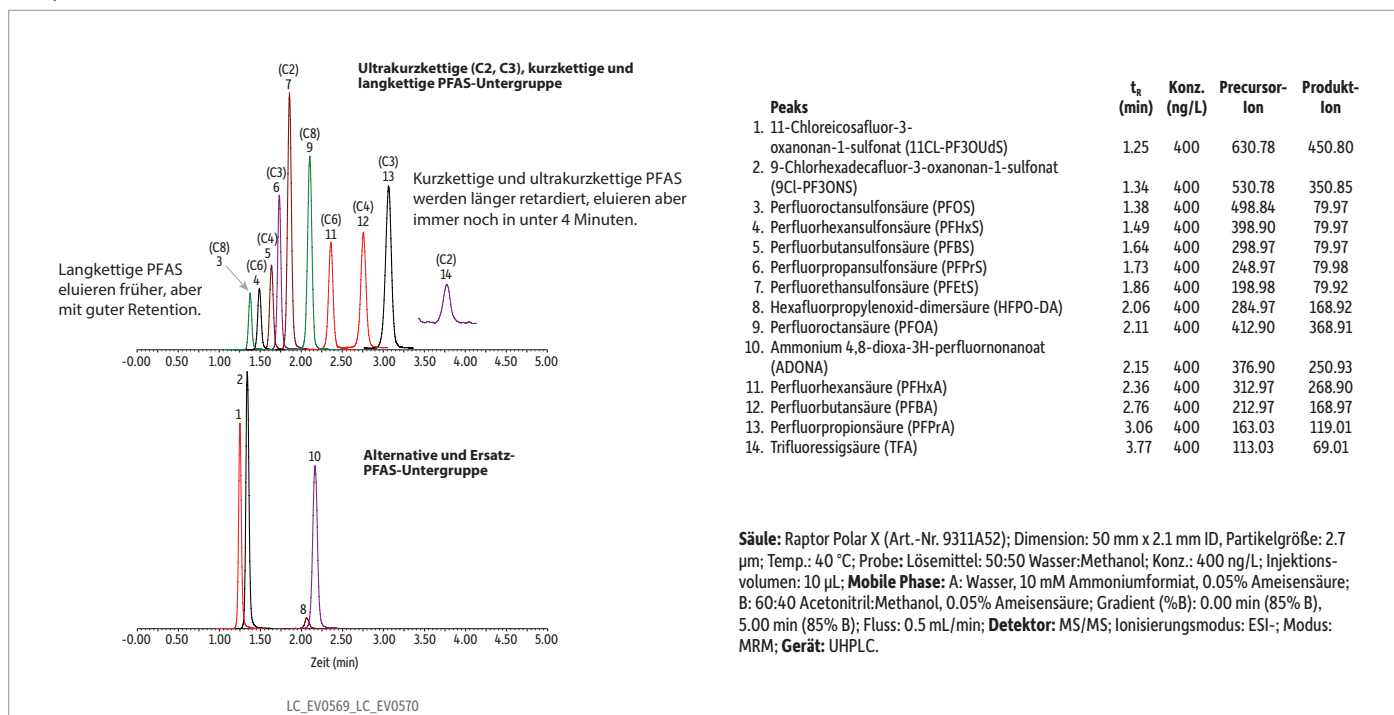 Ultrakurzkettige (C2, C3), kurzkettige und
langkettige PFAS-Untergruppe
(C2)
7
(C8)
9
(C3)
6
(C3)
13
Kurzkettige und ultrakurzkettige PFAS
werden länger retardiert, eluieren aber
immer noch in unter 4 Minuten.
(C4)
12
(C6)
11
(C4)
5
(C8)
3
(C6)
4
(C2)
14
Langkettige PFAS
eluieren früher, aber
mit guter Retention.
-0.00 0.50 1.00 1.50 2.00 2.50 3.00 3.50 4.00 4.50 5.00
2
1
10
8
Alternative und Ersatz-
PFAS-Untergruppe
-0.00 0.50 1.00 1.50 2.00 2.50 3.00 3.50 4.00 4.50 5.00
Zeit (min)
LC_EV0569_LC_EV0570
Peaks tR (min) Konz. (ng/L) Precursor-Ion Produkt-Ion
1. 11-Chloreicosafluor-3-
oxanonan-1-sulfonat (11CL-PF3OUdS) 1.25 400 630.78 450.80
2. 9-Chlorhexadecafluor-3-oxanonan-1-sulfonat
(9Cl-PF3ONS) 1.34 400 530.78 350.85
3. Perfluoroctansulfonsäure (PFOS) 1.38 400 498.84 79.97
4. Perfluorhexansulfonsäure (PFHxS) 1.49 400 398.90 79.97
5. Perfluorbutansulfonsäure (PFBS) 1.64 400 298.97 79.97
6. Perfluorpropansulfonsäure (PFPrS) 1.73 400 248.97 79.98
7. Perfluorethansulfonsäure (PFEtS) 1.86 400 198.98 79.92
8. Hexafluorpropylenoxid-dimersäure (HFPO-DA) 2.06 400 284.97 168.92
9. Perfluoroctansäure (PFOA) 2.11 400 412.90 368.91
10. Ammonium 4,8-dioxa-3H-perfluornonanoat
(ADONA) 2.15 400 376.90 250.93
11. Perfluorhexansäure (PFHxA) 2.36 400 312.97 268.90
12. Perfluorbutansäure (PFBA) 2.76 400 212.97 168.97
13. Perfluorpropionsäure (PFPrA) 3.06 400 163.03 119.01
14. Trifluoressigsäure (TFA) 3.77 400 113.03 69.01
Säule: Raptor Polar X (Art.-Nr. 9311A52); Dimension: 50 mm x 2.1 mm ID, Partikelgröße: 2.7
µm; Temp.: 40 °C; Probe: Lösemittel: 50:50 Wasser:Methanol; Konz.: 400 ng/L; Injektions-
volumen: 10 µL; Mobile Phase: A: Wasser, 10 mM Ammoniumformiat, 0.05% Ameisensäure;
B: 60:40 Acetonitril:Methanol, 0.05% Ameisensäure; Gradient (%B): 0.00 min (85% B),
5.00 min (85% B); Fluss: 0.5 mL/min; Detektor: MS/MS; Ionisierungsmodus: ESI-; Modus:
MRM; Gerät: UHPLC.